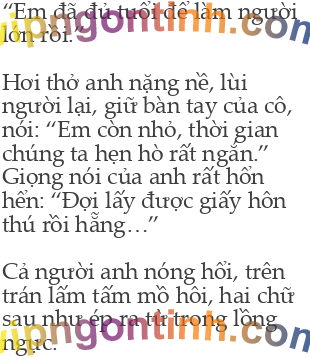 “Em đã đủ tuổi để làm người
lớn rồi.”
Hơi thở anh nặng nề, lùi
người lại, giữ bàn tay của cô,
nói: “Em còn nhỏ, thời gian
chúng ta hẹn hò rất ngắn.”
Giọng nói của anh rất hổn
hển: “Đợi lấy được giấy hôn
thú rồi hẵng…”
Cả người anh nóng hổi, trên
trán lấm tấm mồ hôi, hai chữ
sau như ép ra từ trong lồng
ngực.
vipngontinh.com
vipngontinh.com